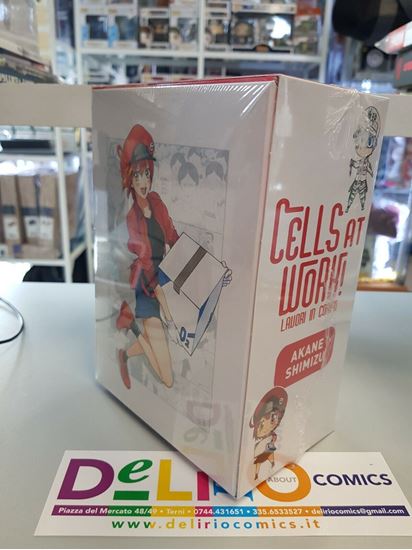 CELLS AT
WORK!
LAVORI IN CORPO
AKANE
SHIMIZU
DeLIRIO
ABOUT
COMICS
Piazza del Mercato 48/49 • Terni • 0744.431651 • 335.6533527 • deliriocomics@gmail.com
www.deliriocomics.it